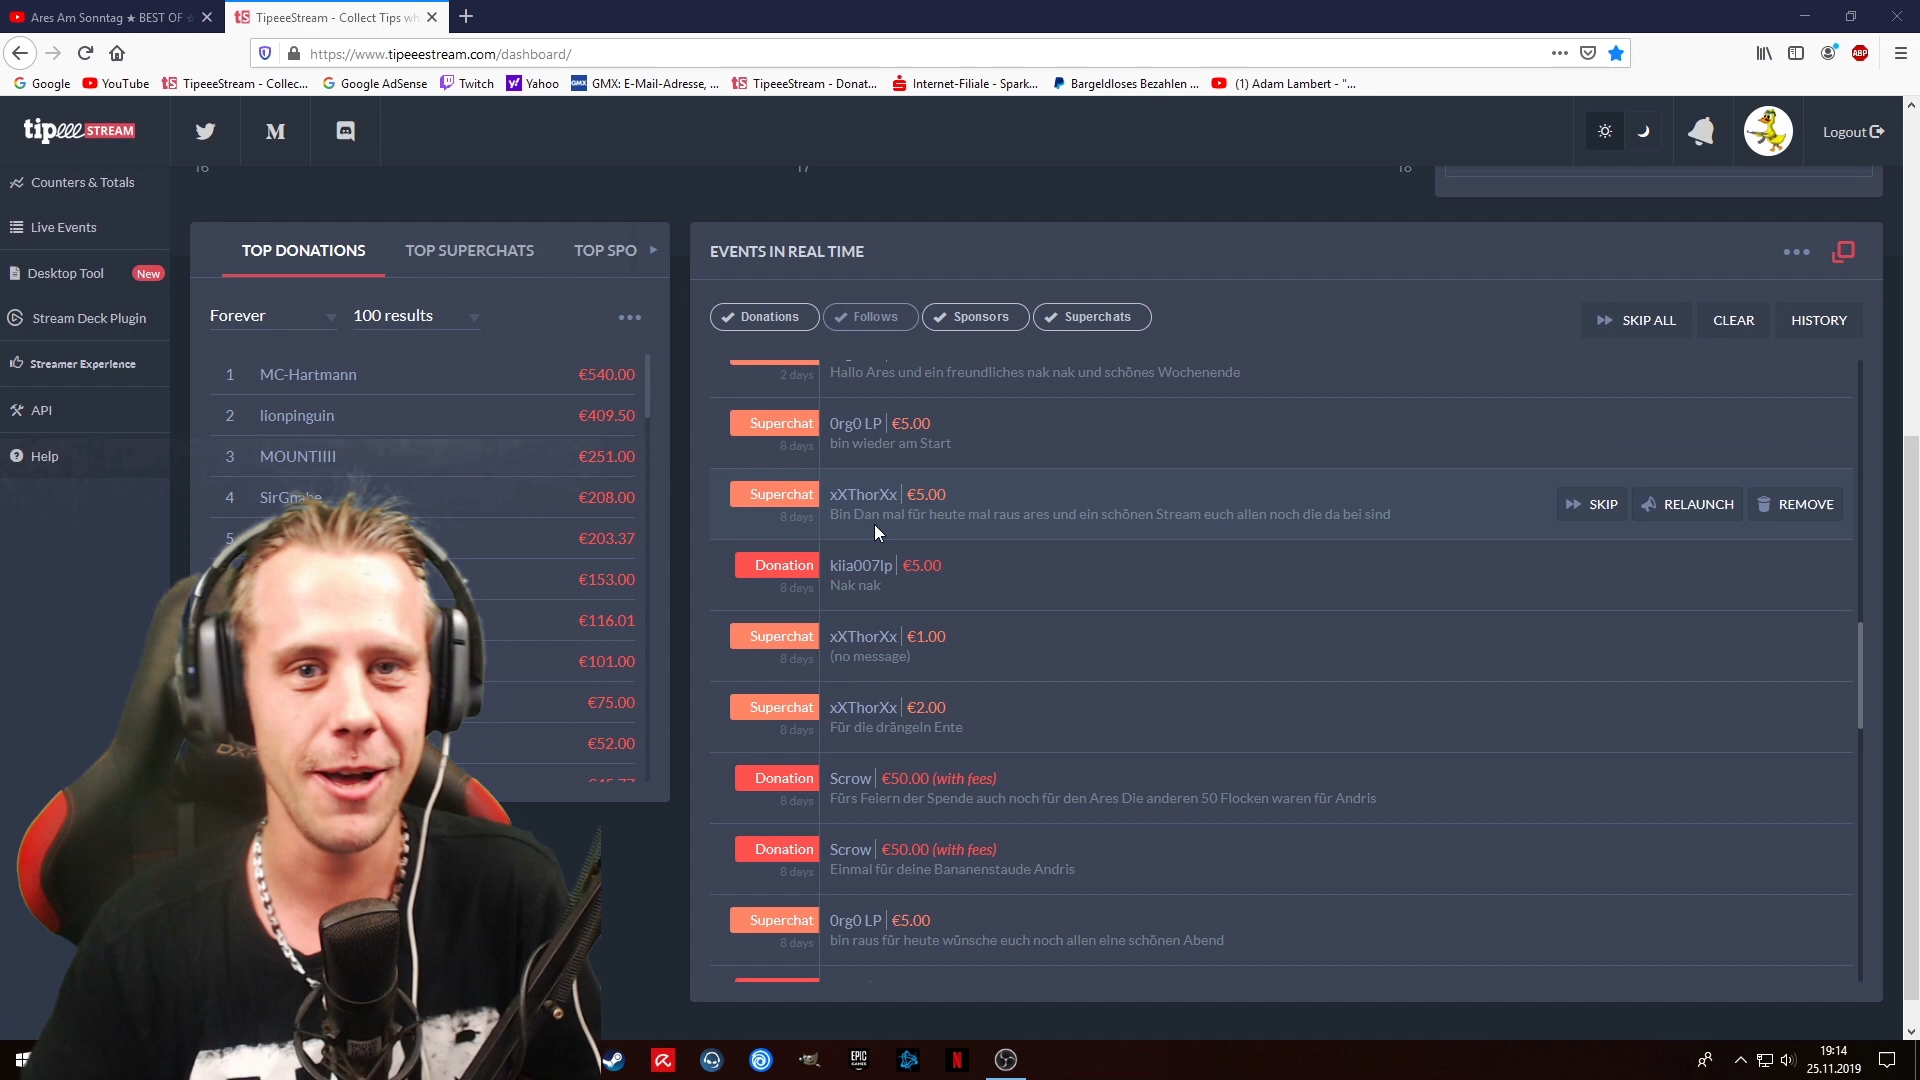 Ares Am Sonntag ★ BEST OF
TipeeeStream - Collect Tips wh
https://www.tipeeestream.com/dashboard/
ABP
Google
YouTube
TipeeeStream - Collec...
Google AdSense
Twitch
Yahoo
GMX: E-Mail-Adresse, ...
TipeeeStream - Donat...
Internet-Filiale - Spark...
Bargeldloses Bezahlen ...
(1) Adam Lambert - "...
tipeee STREAM
M
Logout
16
17
18
Counters & Totals
Live Events
Desktop Tool
New
Stream Deck Plugin
Streamer Experience
API
Help
TOP DONATIONS
TOP SUPERCHATS
TOP SPO
Forever
100 results
1 MC-Hartmann €540.00
2 lionpinguin €409.50
3 MOUNTIIII €251.00
4 SirGnabe €208.00
5 €203.37
€153.00
€116.01
€101.00
€75.00
€52.00
EVENTS IN REAL TIME
Donations
Follows
Sponsors
Superchats
SKIP ALL
CLEAR
HISTORY
2 days
Hallo Ares und ein freundliches nak nak und schönes Wochenende
Superchat
0rg0 LP | €5.00
8 days
bin wieder am Start
Superchat
xXThorXx | €5.00
8 days
Bin Dan mal für heute mal raus ares und ein schönen Stream euch allen noch die da bei sind
SKIP
RELAUNCH
REMOVE
Donation
kiia007lp | €5.00
8 days
Nak nak
Superchat
xXThorXx | €1.00
8 days
(no message)
Superchat
xXThorXx | €2.00
8 days
Für die drängeln Ente
Donation
Scrow | €50.00 (with fees)
8 days
Fürs Feiern der Spende auch noch für den Ares Die anderen 50 Flocken waren für Andris
Donation
Scrow | €50.00 (with fees)
8 days
Einmal für deine Bananenstaude Andris
Superchat
0rg0 LP | €5.00
8 days
bin raus für heute wünsche euch noch allen eine schönen Abend
EPIC GAMES
N
19:14
25.11.2019